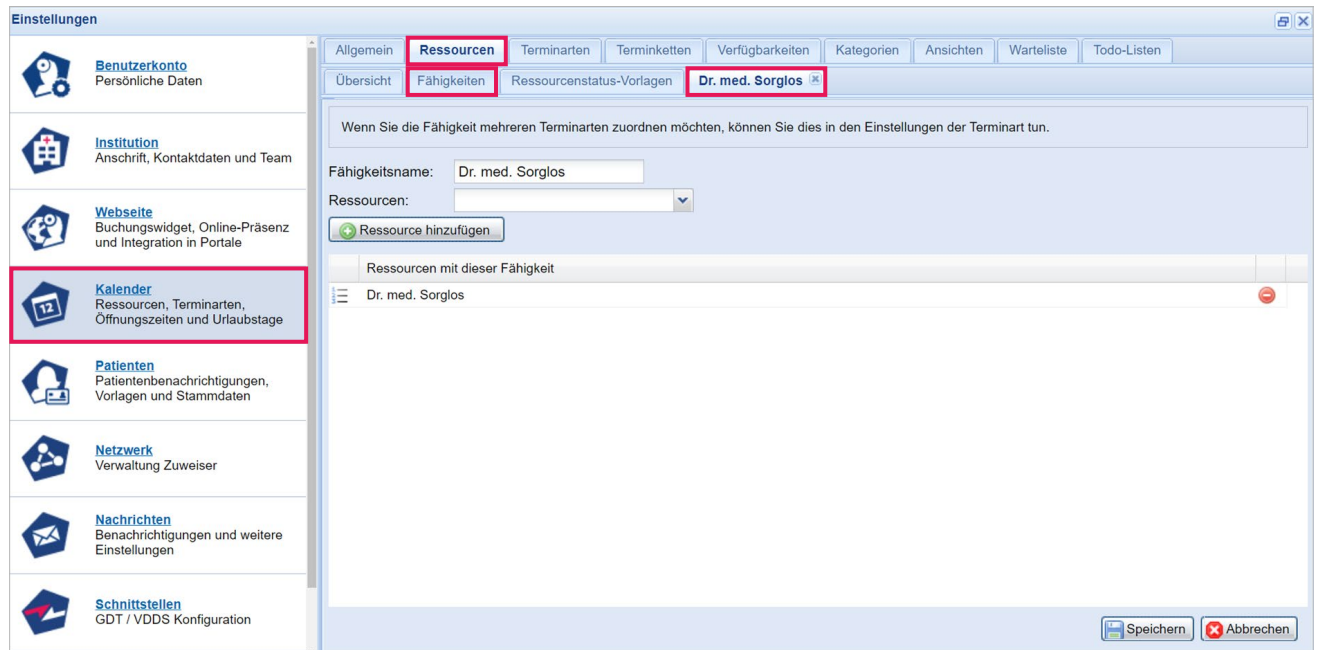 Einstellungen
Benutzerkonto
Persönliche Daten
Institution
Anschrift, Kontaktdaten und Team
Webseite
Buchungswidget, Online-Präsenz
und Integration in Portale
12
Kalender
Ressourcen, Terminarten,
Öffnungszeiten und Urlaubstage
Patienten
Patientenbenachrichtigungen,
Vorlagen und Stammdaten
Netzwerk
Verwaltung Zuweiser
Nachrichten
Benachrichtigungen und weitere
Einstellungen
Schnittstellen
GDT / VDDS Konfiguration
Allgemein Ressourcen Terminarten Terminketten Verfügbarkeiten Kategorien Ansichten Warteliste Todo-Listen
Übersicht Fähigkeiten Ressourcenstatus-Vorlagen Dr. med. Sorglos
Wenn Sie die Fähigkeit mehreren Terminarten zuordnen möchten, können Sie dies in den Einstellungen der Terminart tun.
Fähigkeitsname: Dr. med. Sorglos
Ressourcen:
Ressource hinzufügen
Ressourcen mit dieser Fähigkeit
Dr. med. Sorglos
Speichern Abbrechen